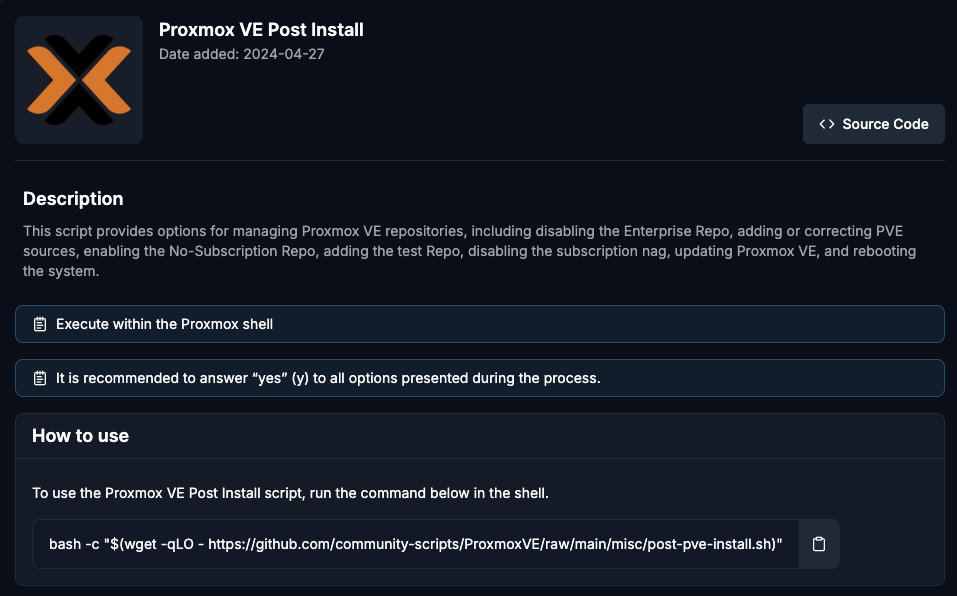 Proxmox VE Post Install
Date added: 2024-04-27
<> Source Code
Description
This script provides options for managing Proxmox VE repositories, including disabling the Enterprise Repo, adding or correcting PVE
sources, enabling the No-Subscription Repo, adding the test Repo, disabling the subscription nag, updating Proxmox VE, and rebooting
the system.
Execute within the Proxmox shell
It is recommended to answer “yes” (y) to all options presented during the process.
How to use
To use the Proxmox VE Post Install script, run the command below in the shell.
bash -c "$(wget -qLO - https://github.com/community-scripts/ProxmoxVE/raw/main/misc/post-pve-install.sh)"